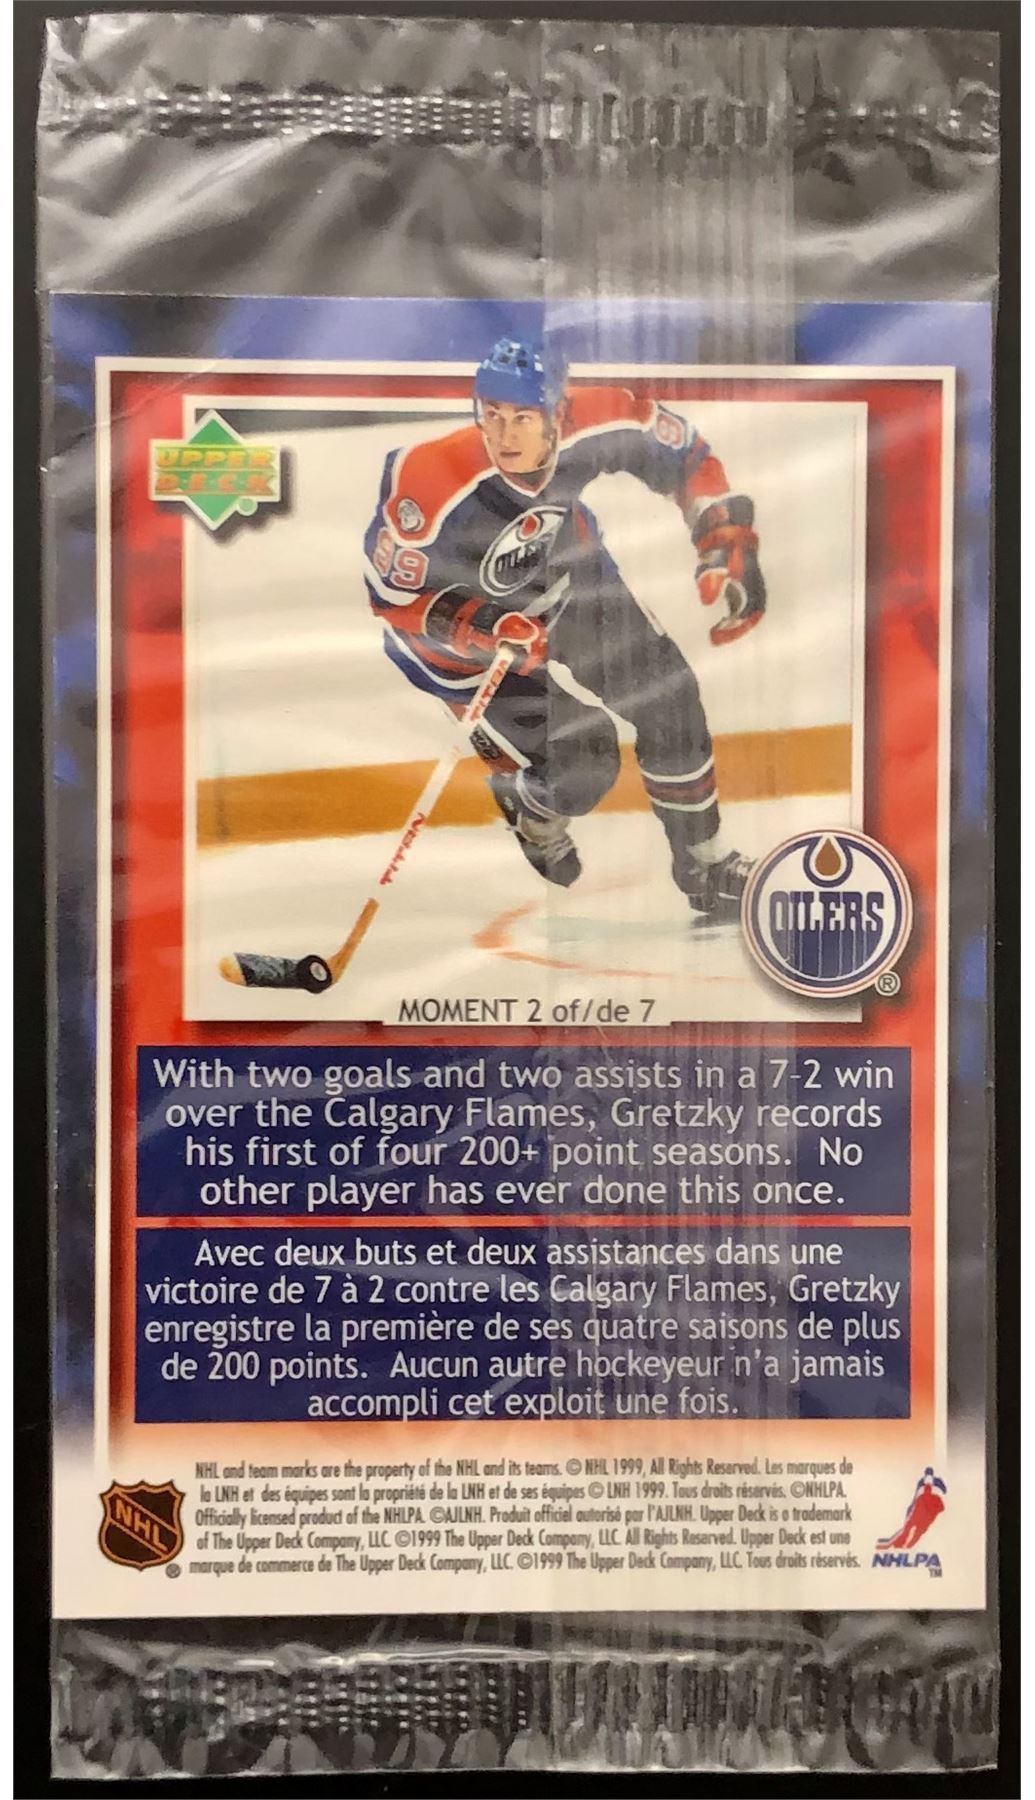 UPPER
DECK
99
9
OILERS
TITAN
TITAN
OILERS
®
MOMENT 2 of/de 7
With two goals and two assists in a 7-2 win
over the Calgary Flames, Gretzky records
his first of four 200+ point seasons. No
other player has ever done this once.
Avec deux buts et deux assistances dans une
victoire de 7 à 2 contre les Calgary Flames, Gretzky
enregistre la première de ses quatre saisons de plus
de 200 points. Aucun autre hockeyeur n'a jamais
accompli cet exploit une fois.
NHL and team marks are the property of the NHL and its teams. © NHL 1999, All Rights Reserved. Les marques de
la LNH et des équipes sont la propriété de la LNH et de ses équipes © LNH 1999. Tous droits réservés. ©NHLPA.
Officially licensed product of the NHLPA. ©AJLNH. Produit officiel autorisé par l'AJLNH. Upper Deck is a trademark
of The Upper Deck Company, LLC. ©1999 The Upper Deck Company, LLC. All Rights Reserved. Upper Deck est une
marque de commerce de The Upper Deck Company, LLC. ©1999 The Upper Deck Company, LLC. Tous droits réservés.
NHL
®
NHLPA
TM